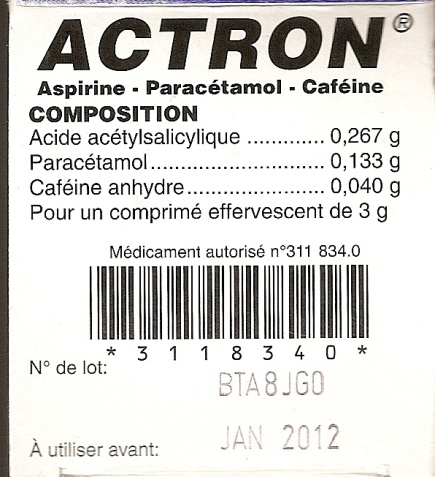 ACTRON®
Aspirine - Paracétamol - Caféine
COMPOSITION
Acide acétylsalicylique ............. 0,267 g
Paracétamol............................. 0,133 g
Caféine anhydre....................... 0,040 g
Pour un comprimé effervescent de 3 g
Médicament autorisé n°311 834.0
* 3 1 1 8 3 4 0 *
N° de lot:
BTA8JG0
À utiliser avant:
JAN 2012